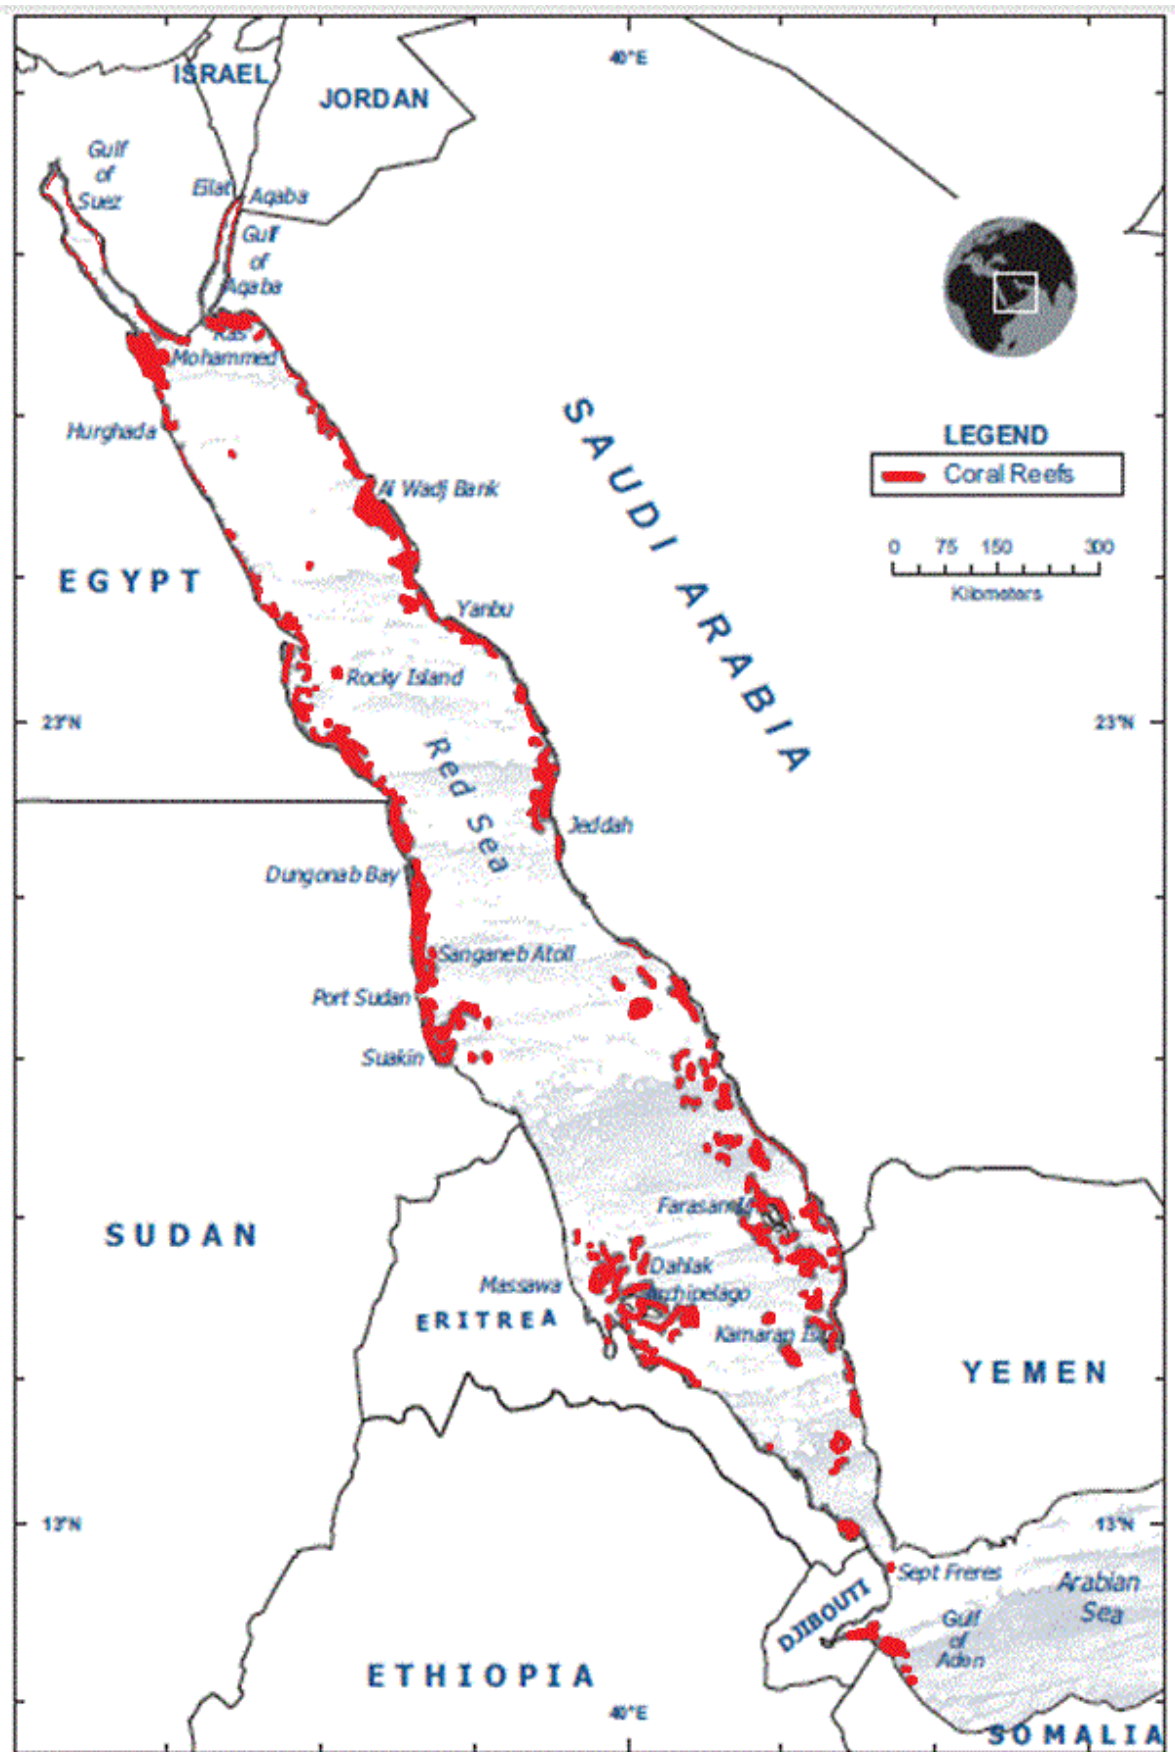 40°E
ISRAEL
JORDAN
Gulf
of
Suez
Eilat
Aqaba
Gulf
of
Aqaba
Ras
Mohammed
Hurghada
SAUDI ARABIA
LEGEND
Coral Reefs
0 75 150 300
Kilometers
Al Wadj Bank
EGYPT
Yanbu
Rocky Island
23°N
23°N
Red Sea
Jeddah
Dungonab Bay
Sanganeb Atoll
Port Sudan
Suakin
SUDAN
Farasan Is
Massawa
Dahlak
Archipelago
ERITREA
Kamaran Is
YEMEN
13°N
13°N
Sept Freres
Arabian
Sea
DJIBOUTI
Gulf
of
Aden
ETHIOPIA
40°E
SOMALIA